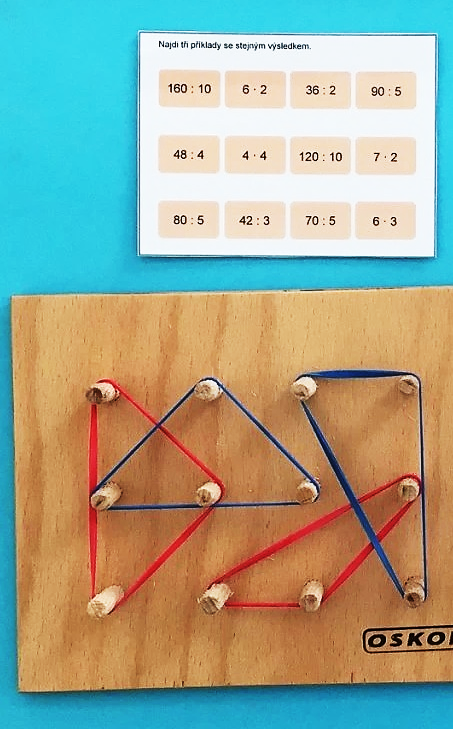 Najdi tři příklady se stejným výsledkem.
160 : 10 6 · 2 36 : 2 90 : 5
48 : 4 4 · 4 120 : 10 7 · 2
80 : 5 42 : 3 70 : 5 6 · 3